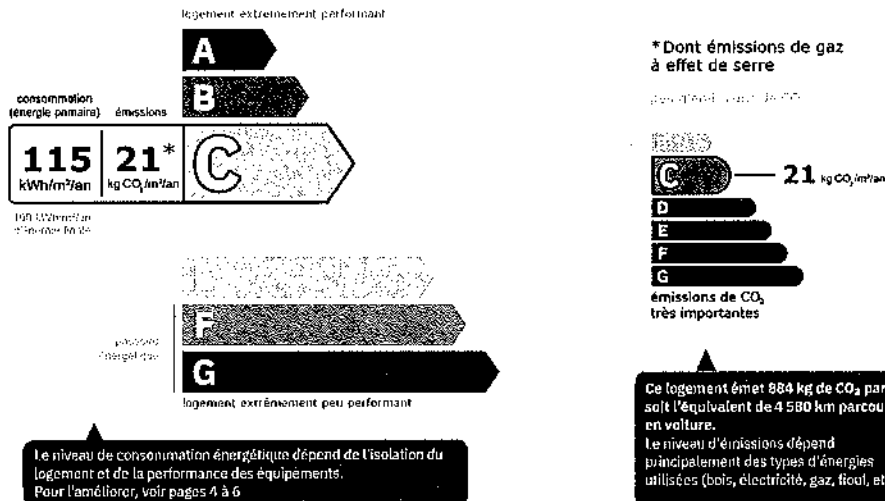 logement extrêmement performant
A
B
consommation
(énergie primaire)
émissions
115
kWh/m²/an
21*
kg CO₂/m²/an
C
F
G
logement extrêmement peu performant
Le niveau de consommation énergétique dépend de l'isolation du
logement et de la performance des équipements.
Pour l'améliorer, voir pages 4 à 6
*Dont émissions de gaz
à effet de serre
C
21 kg CO₂/m²/an
D
E
F
G
émissions de CO₂
très importantes
Ce logement émet 884 kg de CO₂ par
soit l'équivalent de 4 580 km parcou
en voiture.
Le niveau d'émissions dépend
principalement des types d'énergies
utilisées (bois, électricité, gaz, fioul, et